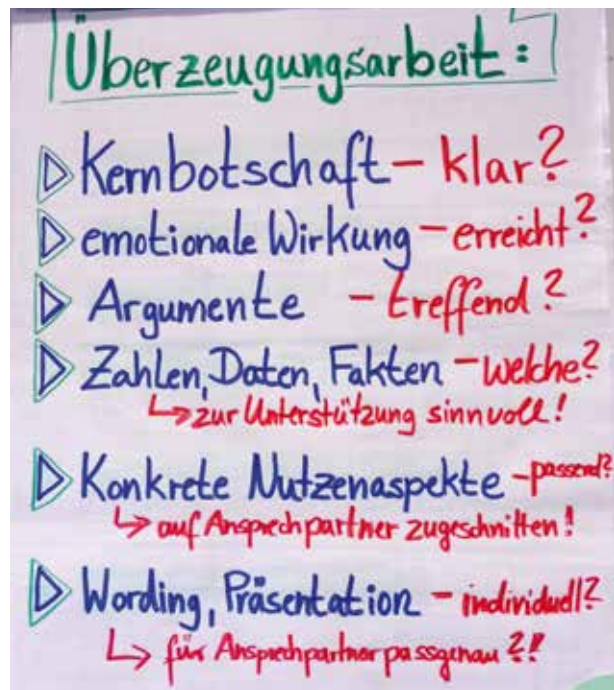 Überzeugungsarbeit:
Kernbotschaft – klar?
emotionale Wirkung – erreicht?
Argumente – treffend?
Zahlen, Daten, Fakten – welche?
↳ zur Unterstützung sinnvoll!
Konkrete Nutzenaspekte – passend?
↳ auf Ansprechpartner zugeschnitten!
Wording, Präsentation – individuell?
↳ für Ansprechpartner passgenau?!